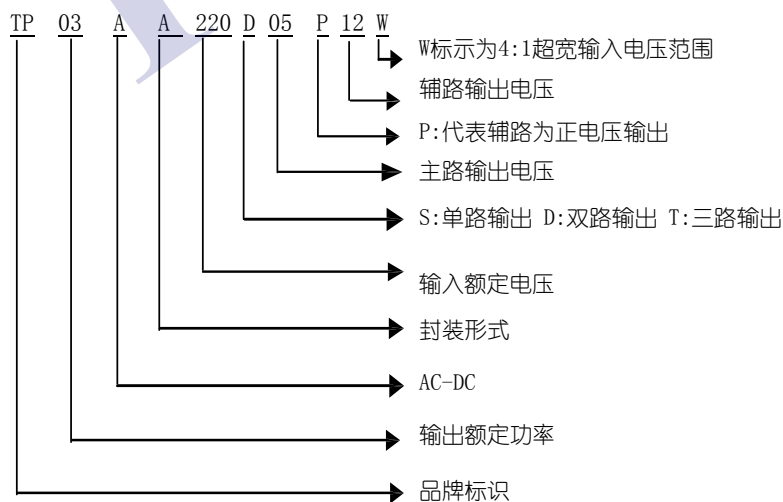 TP 03 A A 220 D 05 P 12 W
W标示为4:1超宽输入电压范围
辅路输出电压
P:代表辅路为正电压输出
主路输出电压
S:单路输出 D:双路输出 T:三路输出
输入额定电压
封装形式
AC-DC
输出额定功率
品牌标识